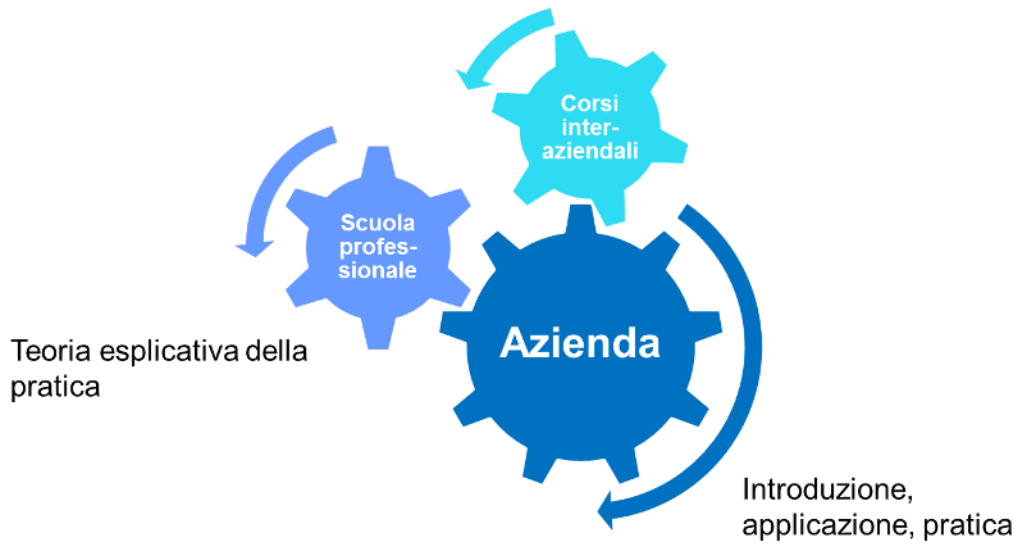 Corsi
inter-
aziendali
Scuola
profes-
sionale
Azienda
Teoria esplicativa della
pratica
Introduzione,
applicazione, pratica